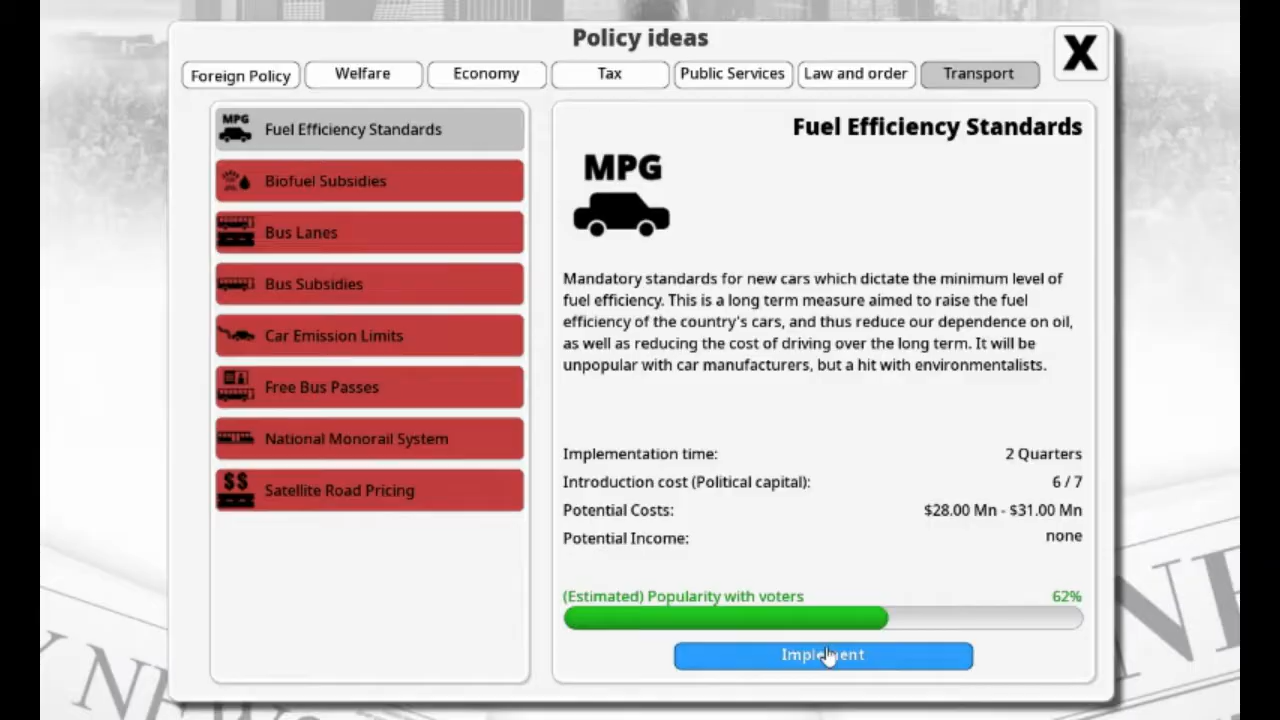 Policy ideas
X
Foreign Policy
Welfare
Economy
Tax
Public Services
Law and order
Transport
MPG
Fuel Efficiency Standards
Biofuel Subsidies
Bus Lanes
Bus Subsidies
Car Emission Limits
Free Bus Passes
National Monorail System
$$
Satellite Road Pricing
Fuel Efficiency Standards
MPG
Mandatory standards for new cars which dictate the minimum level of
fuel efficiency. This is a long term measure aimed to raise the fuel
efficiency of the country's cars, and thus reduce our dependence on oil,
as well as reducing the cost of driving over the long term. It will be
unpopular with car manufacturers, but a hit with environmentalists.
Implementation time: 2 Quarters
Introduction cost (Political capital): 6 / 7
Potential Costs: $28.00 Mn - $31.00 Mn
Potential Income: none
(Estimated) Popularity with voters 62%
Implement
NEWS
NEW